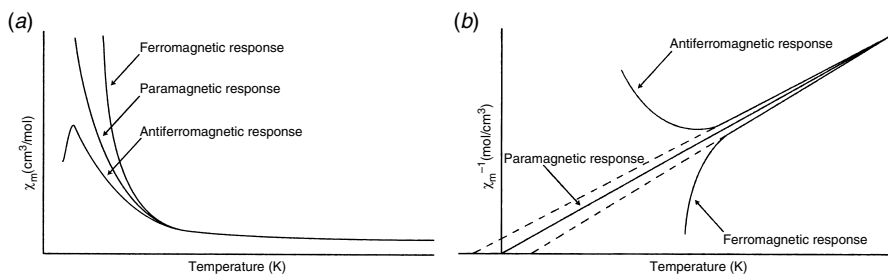 (a)
Ferromagnetic response
Paramagnetic response
Antiferromagnetic response
χm(cm³/mol)
Temperature (K)
(b)
Antiferromagnetic response
Paramagnetic response
Ferromagnetic response
χm⁻¹(mol/cm³)
Temperature (K)